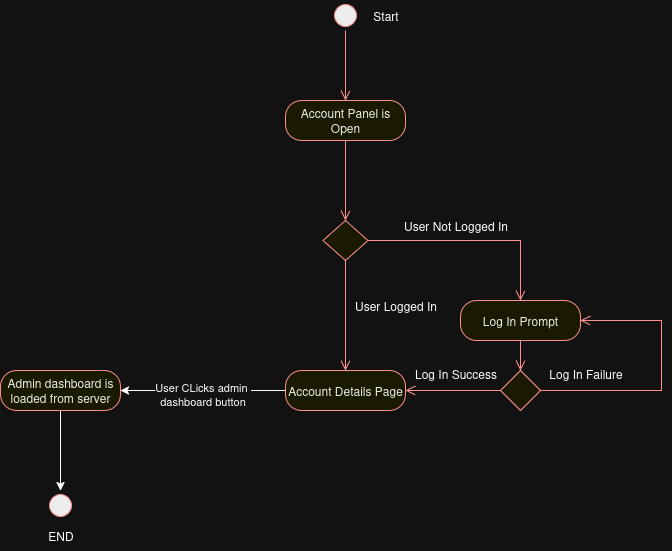 Start
Account Panel is
Open
User Not Logged In
User Logged In
Log In Prompt
Log In Success
Log In Failure
Account Details Page
User CLicks admin
dashboard button
Admin dashboard is
loaded from server
END